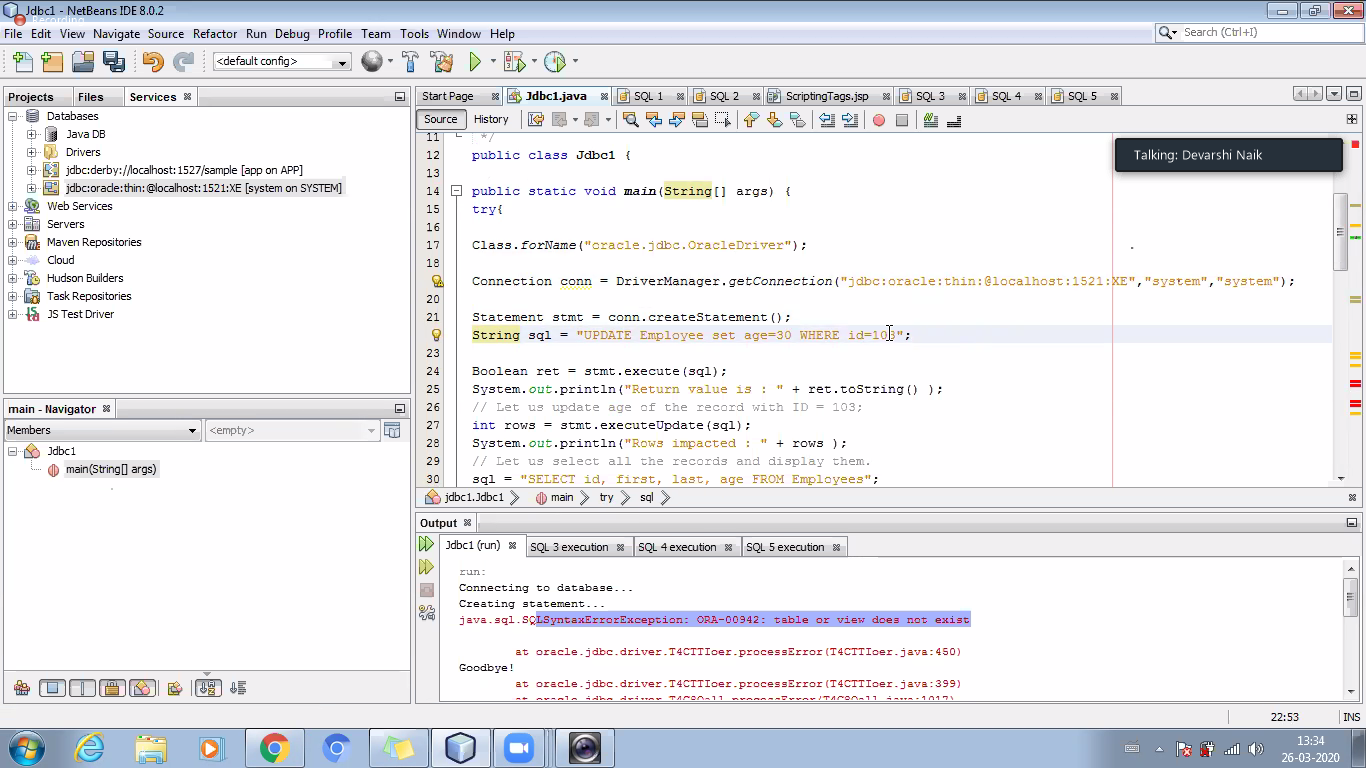 Jdbc1 - NetBeans IDE 8.0.2
Recording
File Edit View Navigate Source Refactor Run Debug Profile Team Tools Window Help
Search (Ctrl+I)
<default config>
Projects Files Services
Start Page Jdbc1.java SQL 1 SQL 2 ScriptingTags.jsp SQL 3 SQL 4 SQL 5
Source History
Databases
Java DB
Drivers
jdbc:derby://localhost:1527/sample [app on APP]
jdbc:oracle:thin:@localhost:1521:XE [system on SYSTEM]
Web Services
Servers
Maven Repositories
Cloud
Hudson Builders
Task Repositories
JS Test Driver
Talking: Devarshi Naik
11 */
12 public class Jdbc1 {
13
14 public static void main(String[] args) {
15 try{
16
17 Class.forName("oracle.jdbc.OracleDriver");
18
Connection conn = DriverManager.getConnection("jdbc:oracle:thin:@localhost:1521:XE","system","system");
20
21 Statement stmt = conn.createStatement();
String sql = "UPDATE Employee set age=30 WHERE id=103";
23
24 Boolean ret = stmt.execute(sql);
25 System.out.println("Return value is : " + ret.toString() );
26 // Let us update age of the record with ID = 103;
27 int rows = stmt.executeUpdate(sql);
28 System.out.println("Rows impacted : " + rows );
29 // Let us select all the records and display them.
30 sql = "SELECT id, first, last, age FROM Employees";
jdbc1.Jdbc1 main try sql
main - Navigator
Members <empty>
Jdbc1
main(String[] args)
Output
Jdbc1 (run) SQL 3 execution SQL 4 execution SQL 5 execution
run:
Connecting to database...
Creating statement...
java.sql.SQLSyntaxErrorException: ORA-00942: table or view does not exist
at oracle.jdbc.driver.T4CTTIoer.processError(T4CTTIoer.java:450)
Goodbye!
at oracle.jdbc.driver.T4CTTIoer.processError(T4CTTIoer.java:399)
at oracle.jdbc.driver.T4C8Oall.processError(T4C8Oall.java:1017)
22:53 INS
13:34
26-03-2020